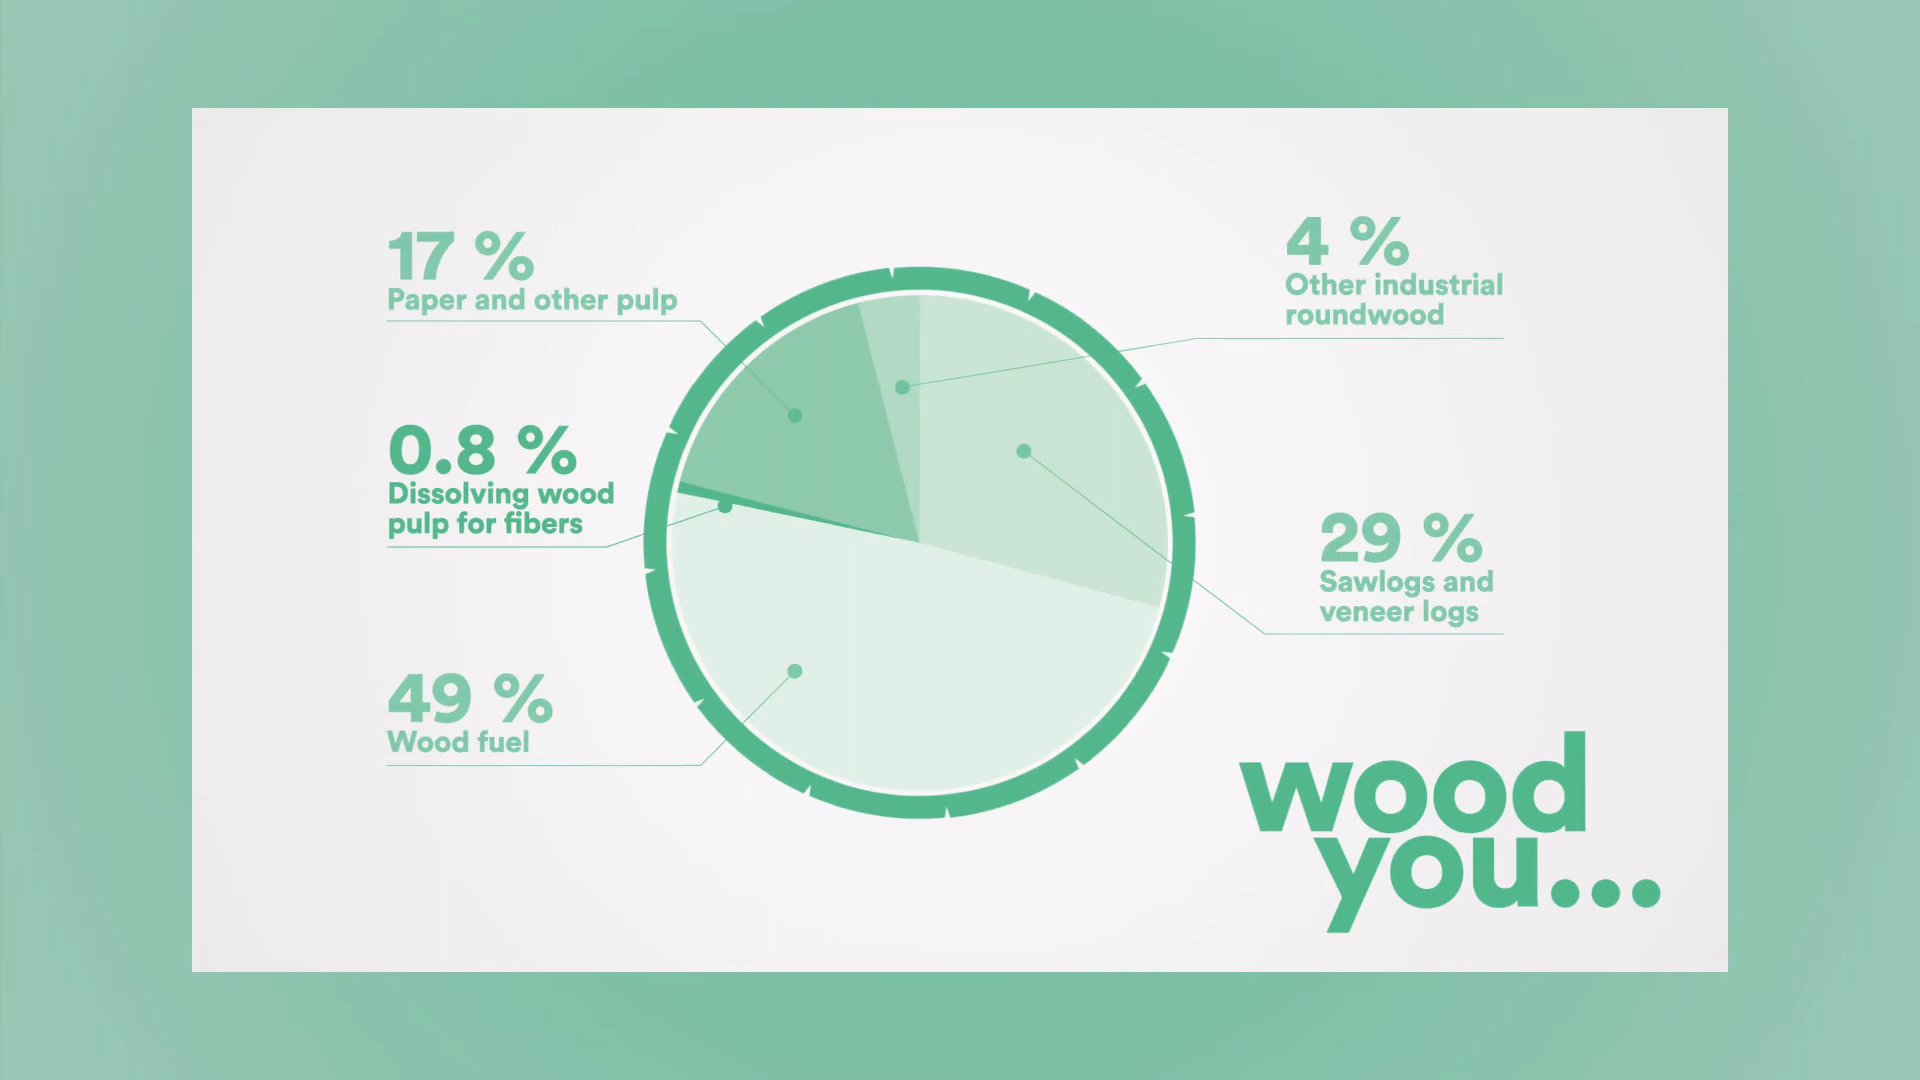 17 %
Paper and other pulp
0.8 %
Dissolving wood
pulp for fibers
49 %
Wood fuel
4 %
Other industrial
roundwood
29 %
Sawlogs and
veneer logs
wood
you...